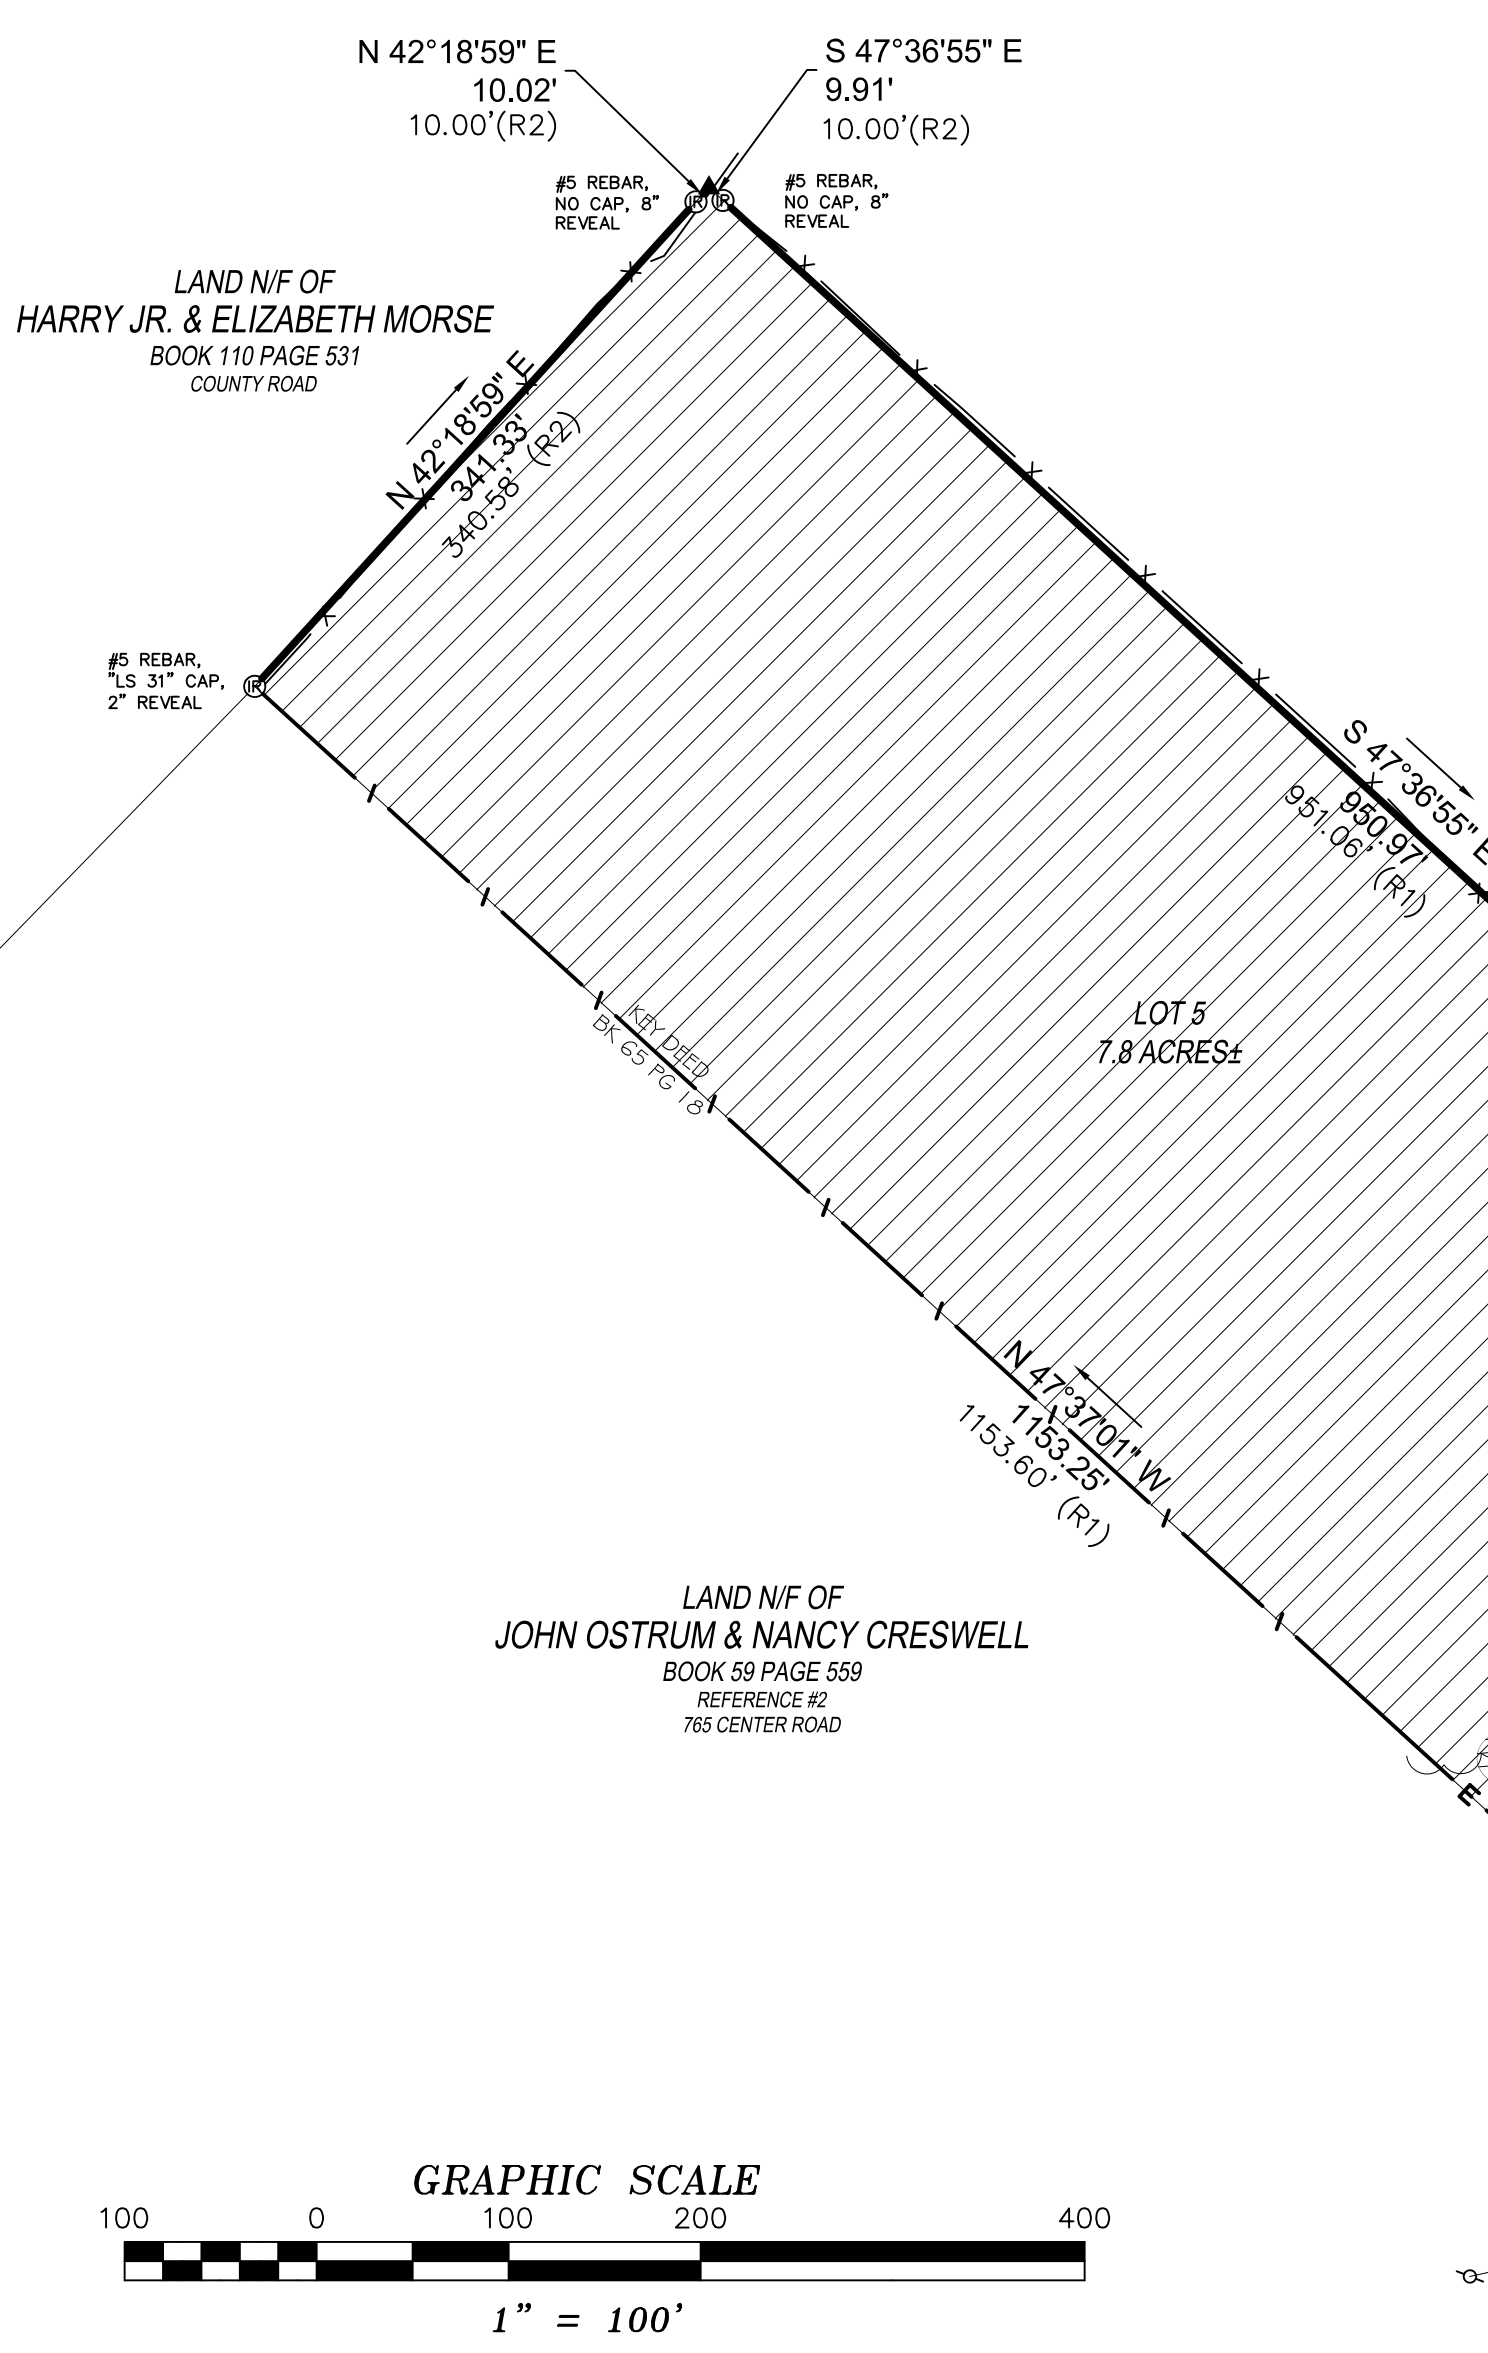 N 42°18'59" E
10.02'
10.00'(R2)
S 47°36'55" E
9.91'
10.00'(R2)
#5 REBAR,
NO CAP, 8"
REVEAL
#5 REBAR,
NO CAP, 8"
REVEAL
IR
IR
LAND N/F OF
HARRY JR. & ELIZABETH MORSE
BOOK 110 PAGE 531
COUNTY ROAD
N 42°18'59" E
341.33'
340.58' (R2)
#5 REBAR,
"LS 31" CAP,
2" REVEAL
IR
S 47°36'55" E
950.97'
951.06' (R1)
LOT 5
7.8 ACRES±
KEY DEED
BK 65 PG 18
N 47°37'01" W
1153.25'
1153.60' (R1)
LAND N/F OF
JOHN OSTRUM & NANCY CRESWELL
BOOK 59 PAGE 559
REFERENCE #2
765 CENTER ROAD
E
GRAPHIC SCALE
100 0 100 200 400
1" = 100'